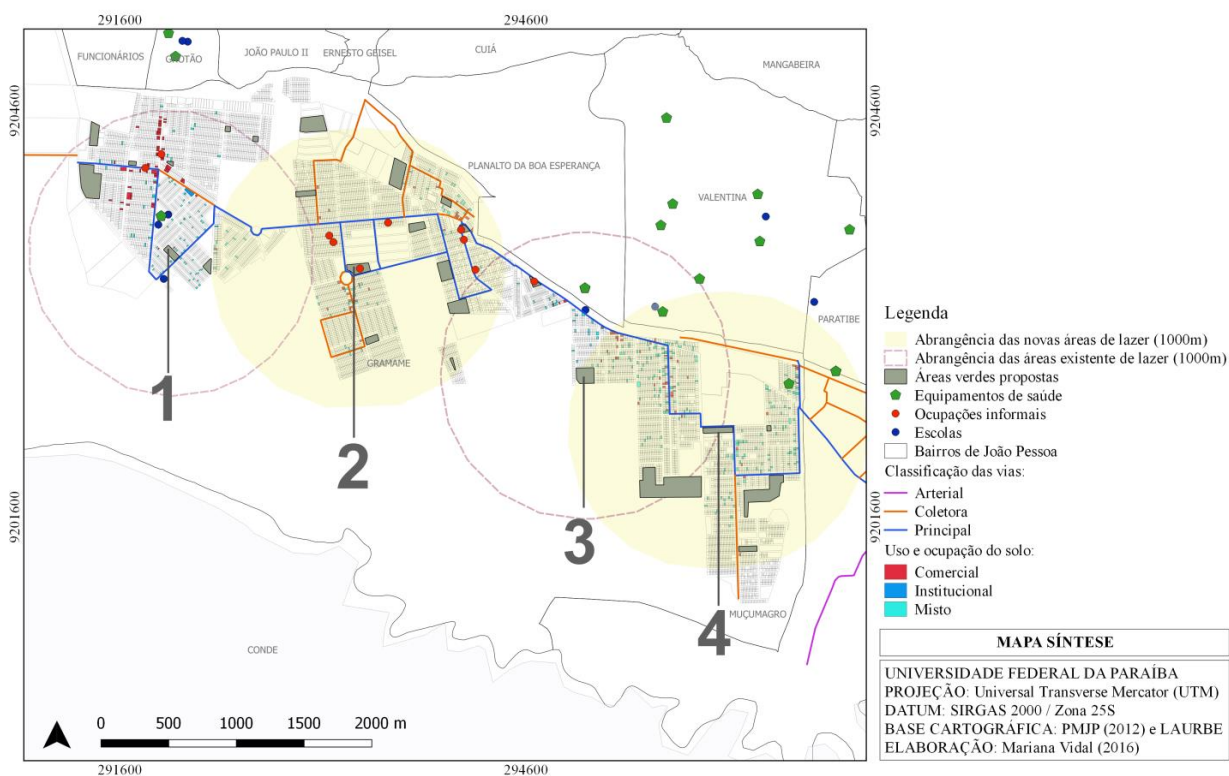 291600
294600
FUNCIONÁRIOS
GROTÃO
JOÃO PAULO II
ERNESTO GEISEL
CUIÁ
MANGABEIRA
9204600
9204600
PLANALTO DA BOA ESPERANÇA
VALENTINA
PARATIBE
GRAMAME
1
2
3
4
9201600
9201600
MUÇUMAGRO
CONDE
0 500 1000 1500 2000 m
291600
294600
Legenda
Abrangência das novas áreas de lazer (1000m)
Abrangência das áreas existente de lazer (1000m)
Áreas verdes propostas
Equipamentos de saúde
Ocupações informais
Escolas
Bairros de João Pessoa
Classificação das vias:
Arterial
Coletora
Principal
Uso e ocupação do solo:
Comercial
Institucional
Misto
MAPA SÍNTESE
UNIVERSIDADE FEDERAL DA PARAÍBA
PROJEÇÃO: Universal Transverse Mercator (UTM)
DATUM: SIRGAS 2000 / Zona 25S
BASE CARTOGRÁFICA: PMJP (2012) e LAURBE
ELABORAÇÃO: Mariana Vidal (2016)